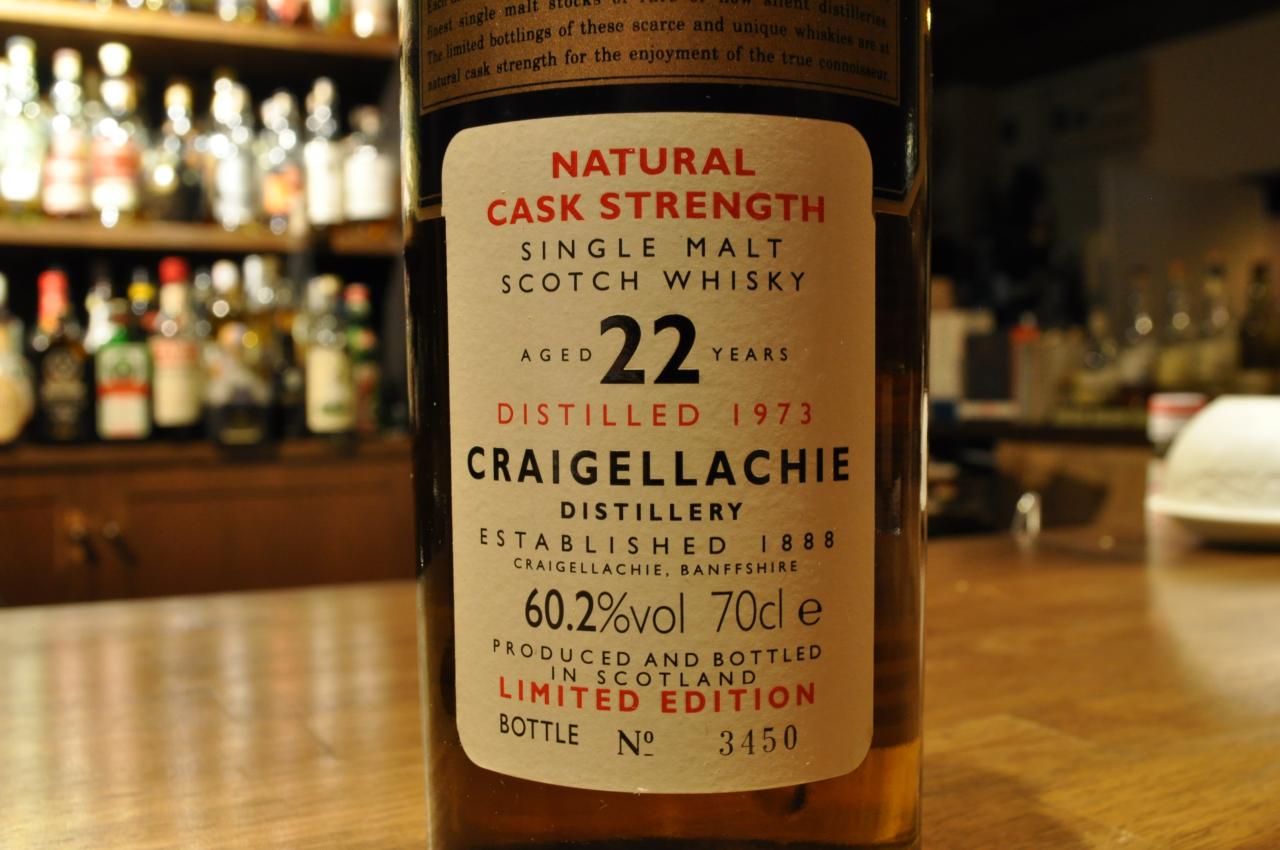 finest single malt stocks of rare or now silent distilleries.
The limited bottlings of these scarce and unique whiskies are at
natural cask strength for the enjoyment of the true connoisseur.
NATURAL
CASK STRENGTH
SINGLE MALT
SCOTCH WHISKY
AGED 22 YEARS
DISTILLED 1973
CRAIGELLACHIE
DISTILLERY
ESTABLISHED 1888
CRAIGELLACHIE, BANFFSHIRE
60.2%vol 70cl e
PRODUCED AND BOTTLED
IN SCOTLAND
LIMITED EDITION
BOTTLE Nº 3450